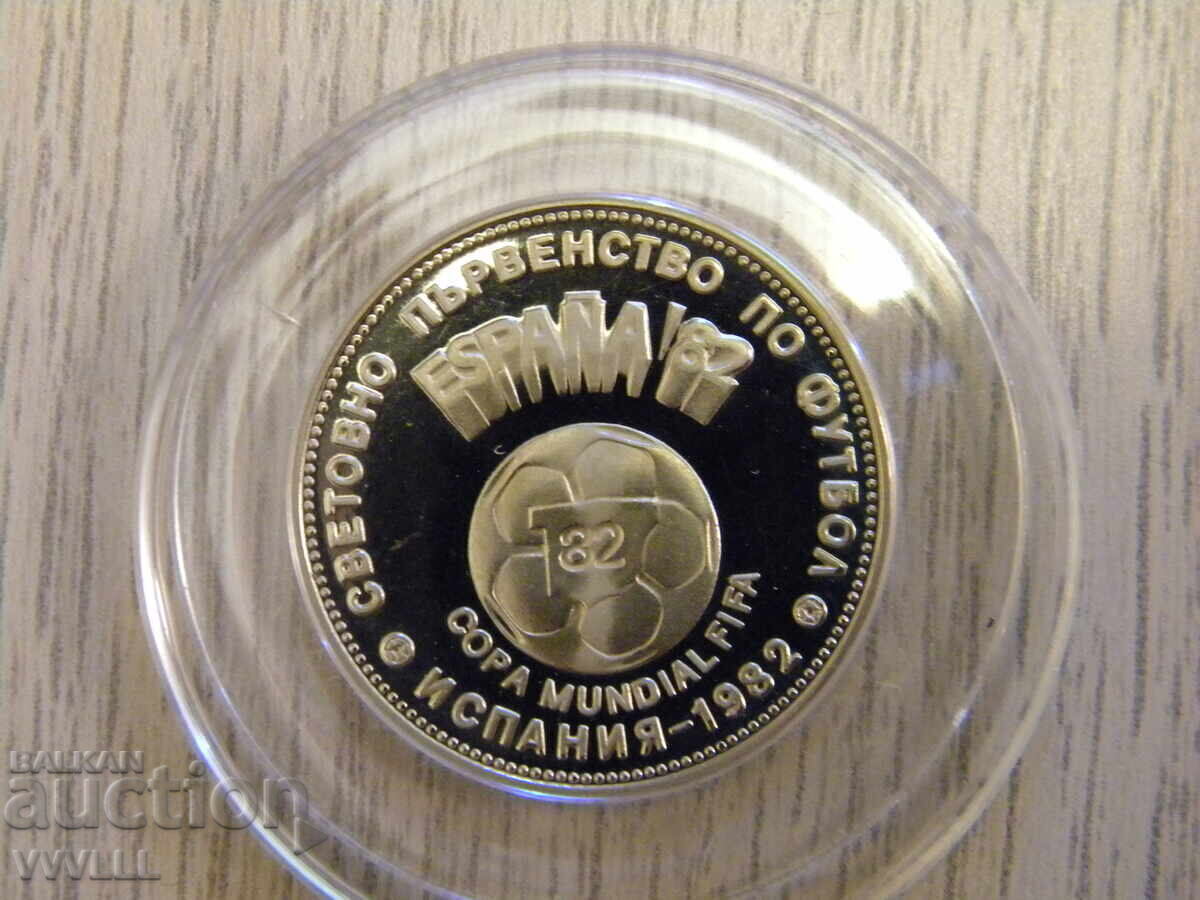 СВЕТОВНО ПЪРВЕНСТВО ПО ФУТБОЛ
ESPAÑA '82
82
COPA MUNDIAL FIFA
ИСПАНИЯ-1982
BALKAN
auction
VVVLLL